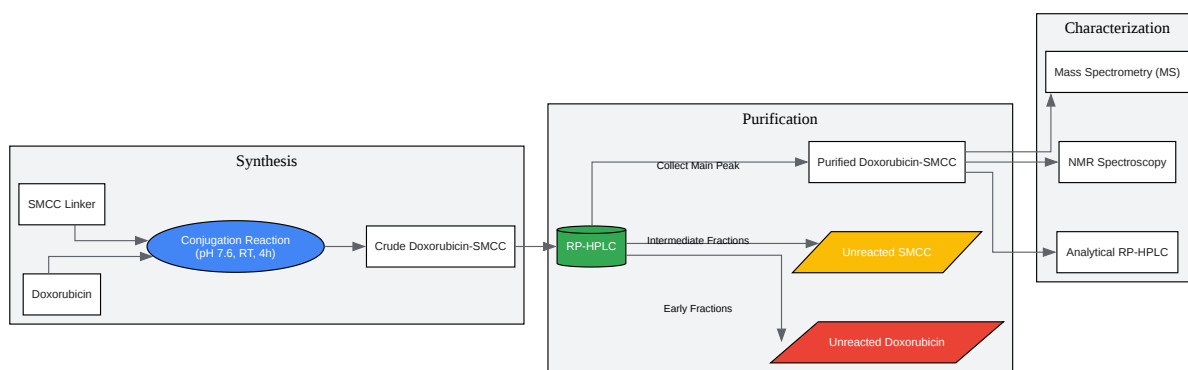 Synthesis
SMCC Linker
Doxorubicin
Conjugation Reaction
(pH 7.6, RT, 4h)
Crude Doxorubicin-SMCC
Purification
RP-HPLC
Collect Main Peak
Purified Doxorubicin-SMCC
Intermediate Fractions
Unreacted SMCC
Early Fractions
Unreacted Doxorubicin
Characterization
Mass Spectrometry (MS)
NMR Spectroscopy
Analytical RP-HPLC